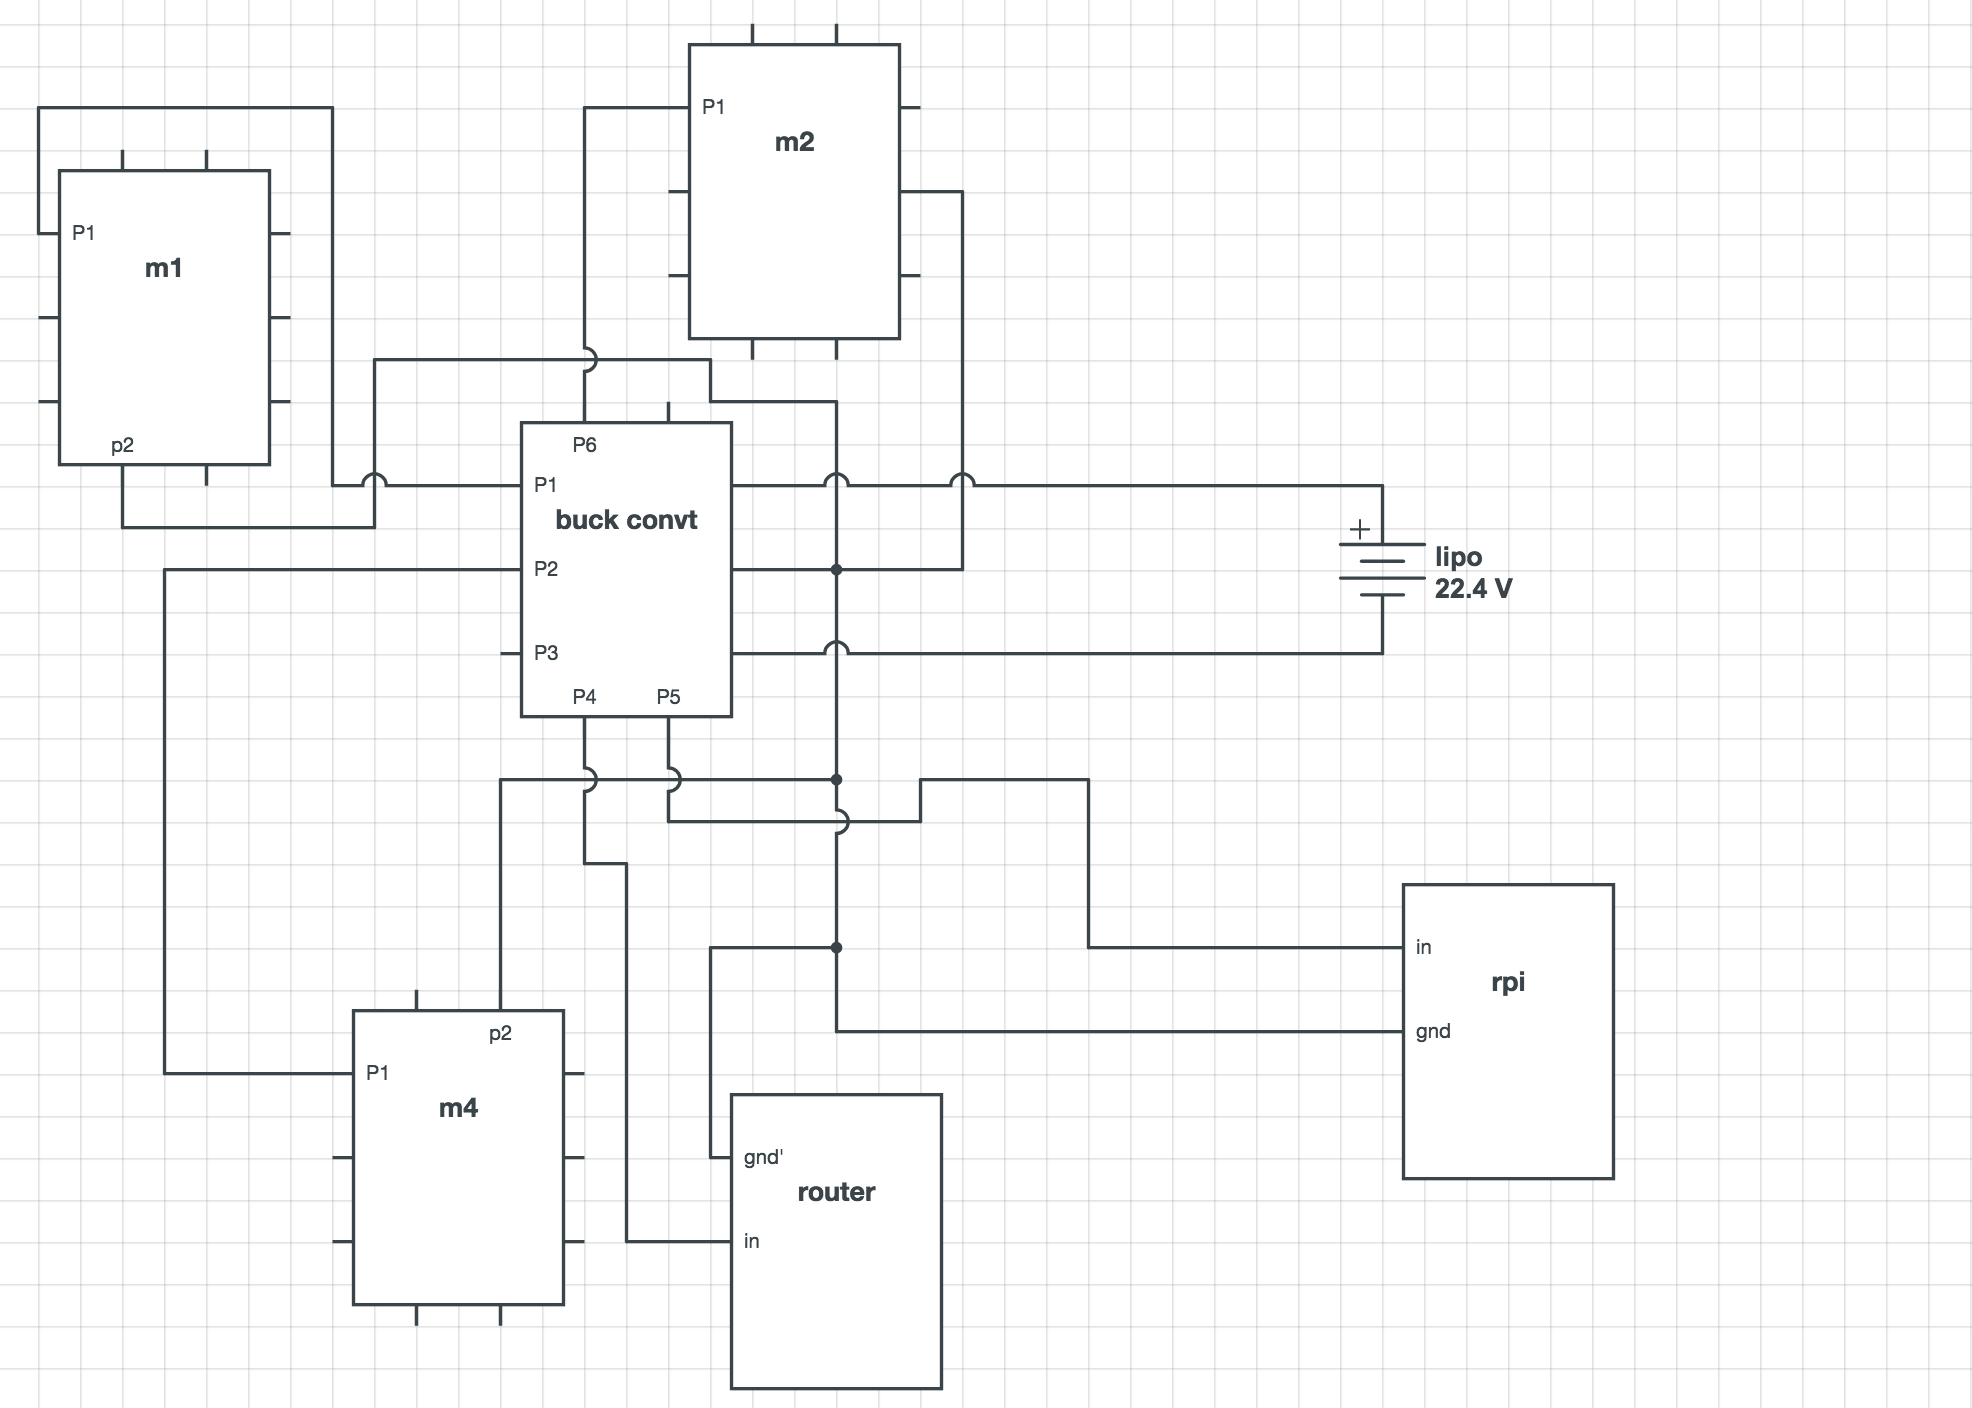 P1
m2
P1
m1
p2
P6
P1
buck convt
P2
P3
P4
P5
+
lipo
22.4 V
in
rpi
gnd
p2
P1
m4
gnd'
router
in